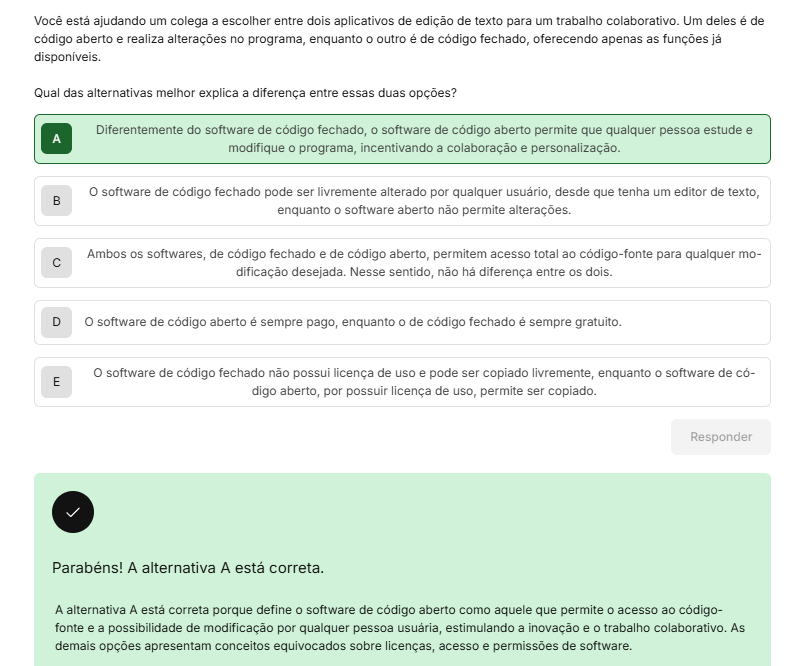 Você está ajudando um colega a escolher entre dois aplicativos de edição de texto para um trabalho colaborativo. Um deles é de
código aberto e realiza alterações no programa, enquanto o outro é de código fechado, oferecendo apenas as funções já
disponíveis.
Qual das alternativas melhor explica a diferença entre essas duas opções?
A
Diferentemente do software de código fechado, o software de código aberto permite que qualquer pessoa estude e
modifique o programa, incentivando a colaboração e personalização.
B
O software de código fechado pode ser livremente alterado por qualquer usuário, desde que tenha um editor de texto,
enquanto o software aberto não permite alterações.
C
Ambos os softwares, de código fechado e de código aberto, permitem acesso total ao código-fonte para qualquer mo-
dificação desejada. Nesse sentido, não há diferença entre os dois.
D
O software de código aberto é sempre pago, enquanto o de código fechado é sempre gratuito.
E
O software de código fechado não possui licença de uso e pode ser copiado livremente, enquanto o software de có-
digo aberto, por possuir licença de uso, permite ser copiado.
Responder
Parabéns! A alternativa A está correta.
A alternativa A está correta porque define o software de código aberto como aquele que permite o acesso ao código-
fonte e a possibilidade de modificação por qualquer pessoa usuária, estimulando a inovação e o trabalho colaborativo. As
demais opções apresentam conceitos equivocados sobre licenças, acesso e permissões de software.